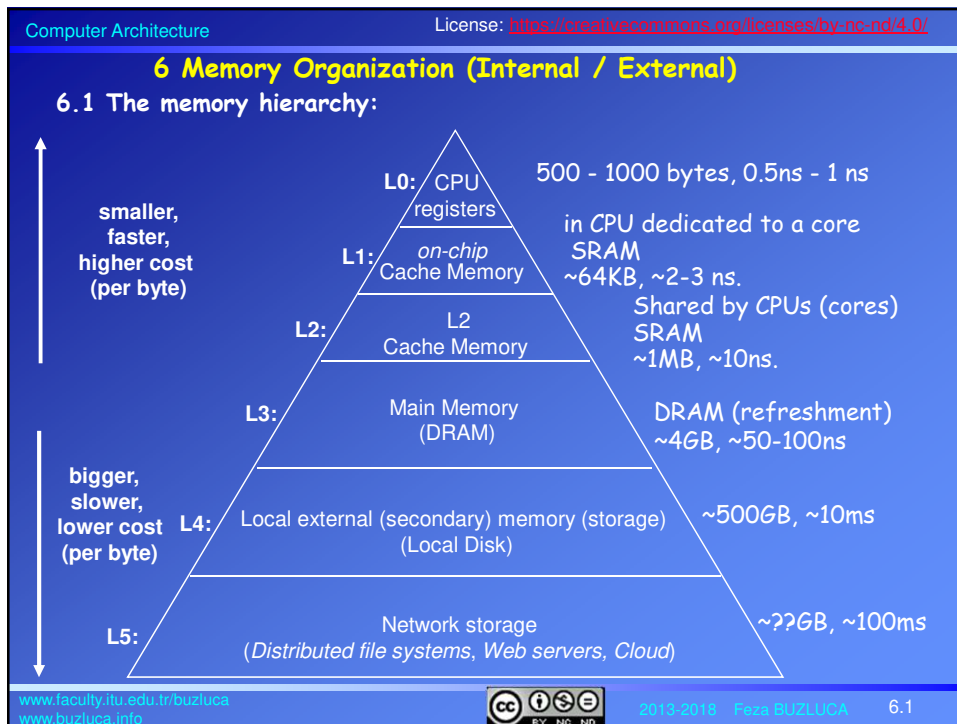 Computer Architecture
License: https://creativecommons.org/licenses/by-nc-nd/4.0/
6 Memory Organization (Internal / External)
6.1 The memory hierarchy:
smaller,
faster,
higher cost
(per byte)
bigger,
slower,
lower cost
(per byte)
L0: CPU
registers
500 - 1000 bytes, 0.5ns - 1 ns
L1: on-chip
Cache Memory
in CPU dedicated to a core
SRAM
~64KB, ~2-3 ns.
L2: L2
Cache Memory
Shared by CPUs (cores)
SRAM
~1MB, ~10ns.
L3: Main Memory
(DRAM)
DRAM (refreshment)
~4GB, ~50-100ns
L4: Local external (secondary) memory (storage)
(Local Disk)
~500GB, ~10ms
L5: Network storage
(Distributed file systems, Web servers, Cloud)
~??GB, ~100ms
www.faculty.itu.edu.tr/buzluca
www.buzluca.info
cc
BY NC ND
2013-2018 Feza BUZLUCA
6.1